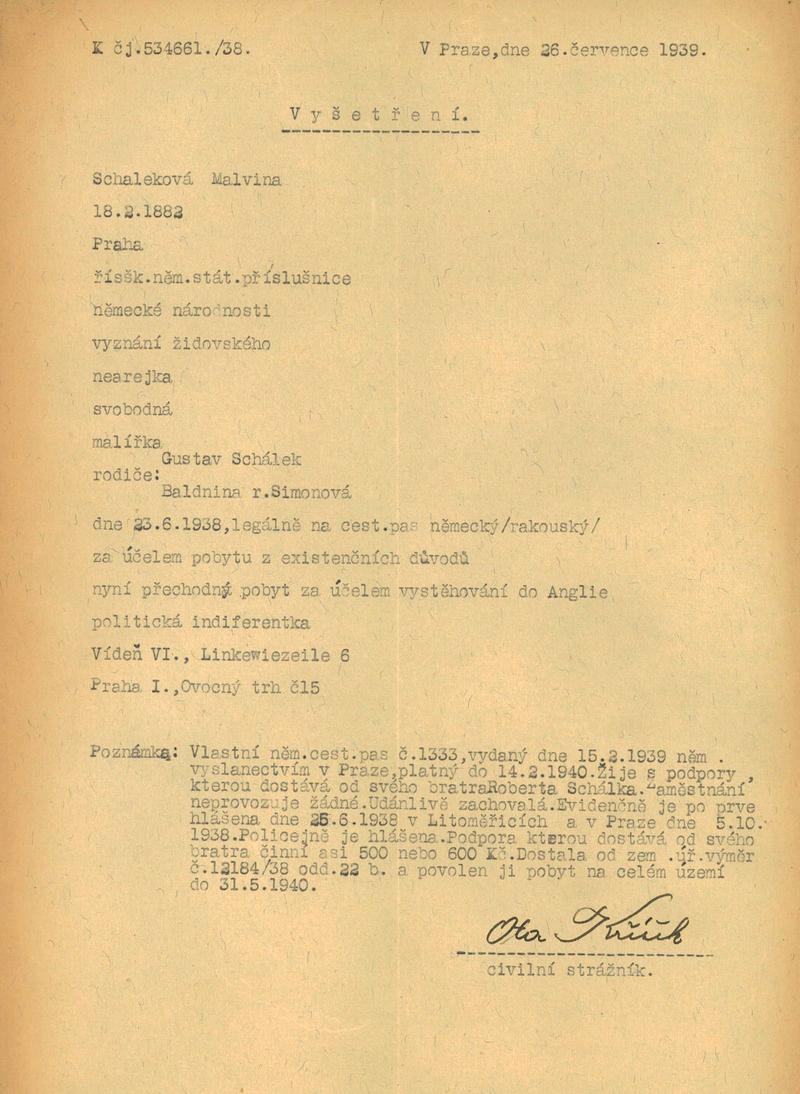 K čj.534661./38.
V Praze,dne 26.července 1939.
Vyšetření.
Schaleková Malvina
18.2.1882
Praha
říšk.něm.stát.příslušnice
německé národnosti
vyznání židovského
nearejka
svobodná
malířka
Gustav Schálek
rodiče:
Baldnina r.Simonová
dne 23.6.1938,legálně na cest.pas německý/rakouský/
za účelem pobytu z existenčních důvodů
nyní přechodný pobyt za účelem vystěhování do Anglie
politická indiferentka
Vídeň VI., Linkewiezeile 6
Praha I.,Ovocný trh č15
Poznámka: Vlastní něm.cest.pas č.1333,vydaný dne 15.2.1939 něm .
vyslanectvím v Praze,platný do 14.2.1940.Žije s podpory ,
kterou dostává od svého bratraRoberta Schálka. aměstnání
neprovozuje žádné.Udánlivě zachovalá.Evidenčně je po prve
hlášena dne 25.6.1938 v Litoměřicích a v Praze dne 5.10.
1938.Policejně je hlášena.Podpora kterou dostává od svého
bratra činní asi 500 nebo 600 Kč.Dostala od zem .úř.výměr
č.12184/38 odd.22 b. a povolen ji pobyt na celém území
do 31.5.1940.
civilní strážník.